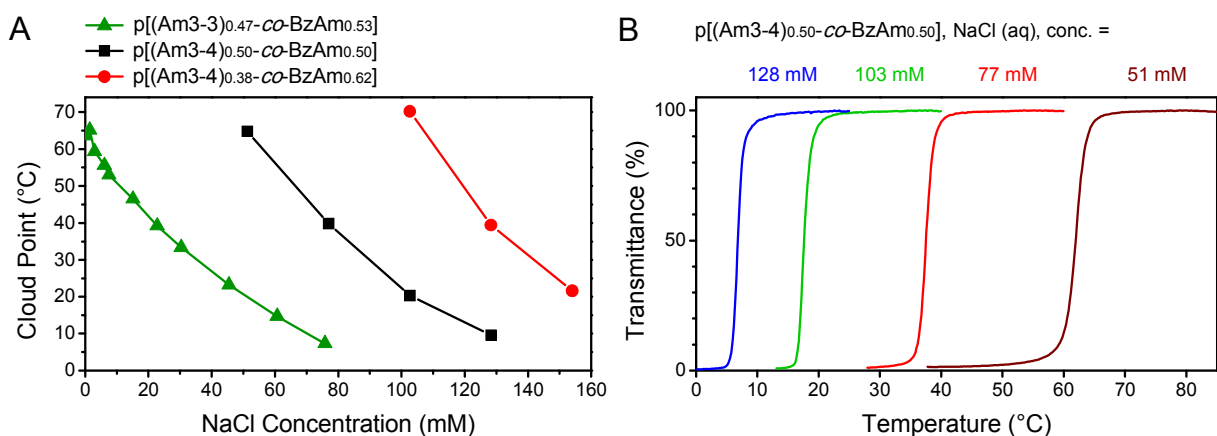 A
p[(Am3-3)0.47-co-BzAm0.53]
p[(Am3-4)0.50-co-BzAm0.50]
p[(Am3-4)0.38-co-BzAm0.62]
70
60
50
40
30
20
10
0
Cloud Point (°C)
0 20 40 60 80 100 120 140 160
NaCl Concentration (mM)
B
p[(Am3-4)0.50-co-BzAm0.50], NaCl (aq), conc. =
128 mM 103 mM 77 mM 51 mM
100
50
0
Transmittance (%)
0 10 20 30 40 50 60 70 80
Temperature (°C)